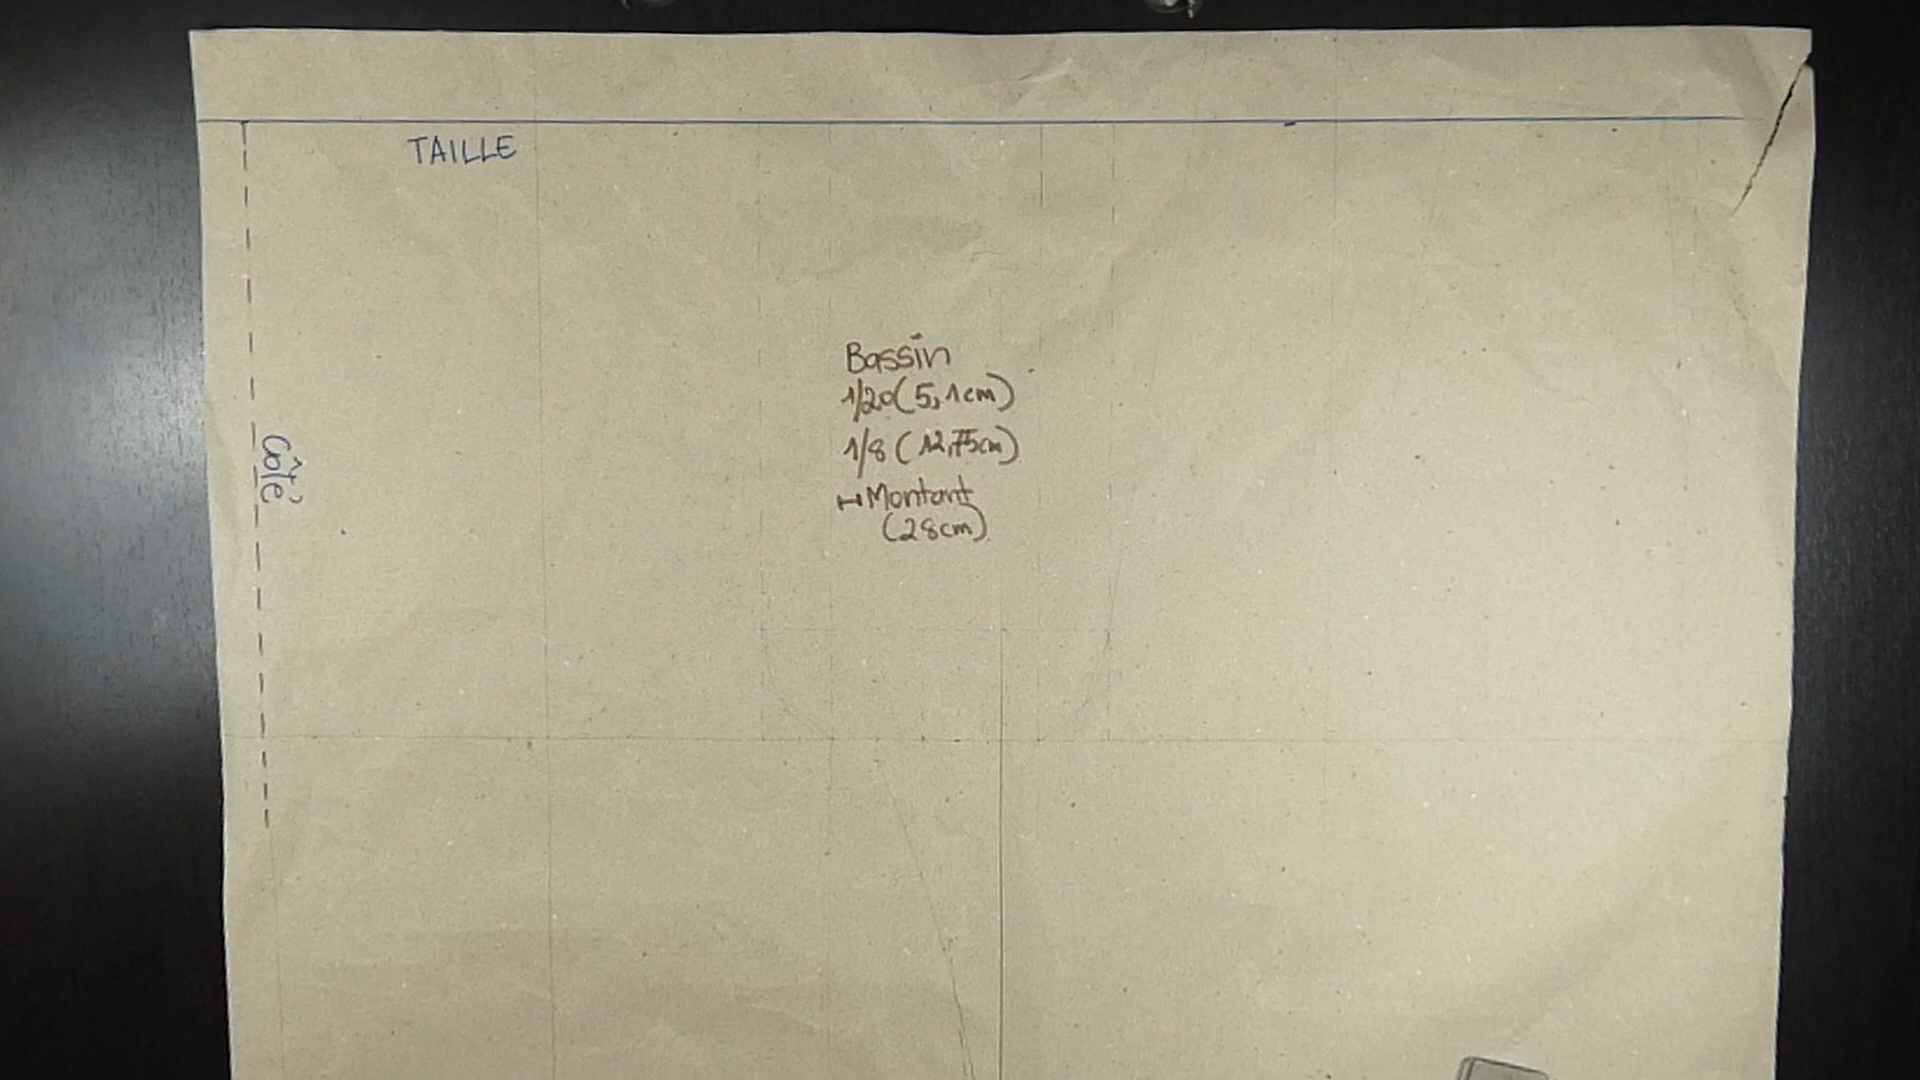 TAILLE
Bassin
1/20 (5,1cm)
1/8 (12,75cm)
Côté
H Montant
(28cm)